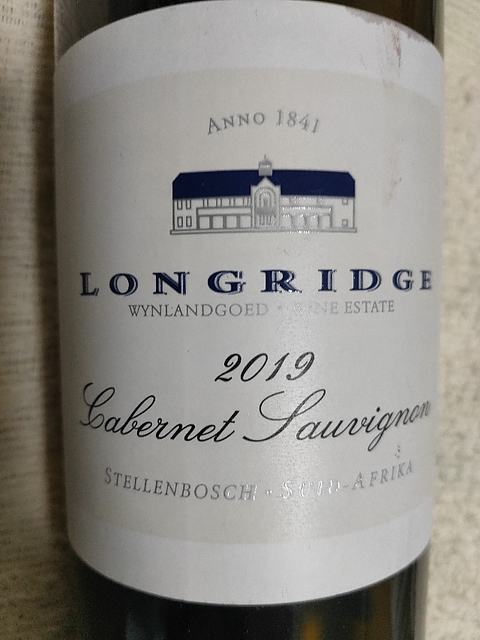 ANNO 1841
LONGRIDGE
WYNLANDGOED • WINE ESTATE
2019
Cabernet Sauvignon
STELLENBOSCH • SUID-AFRIKA